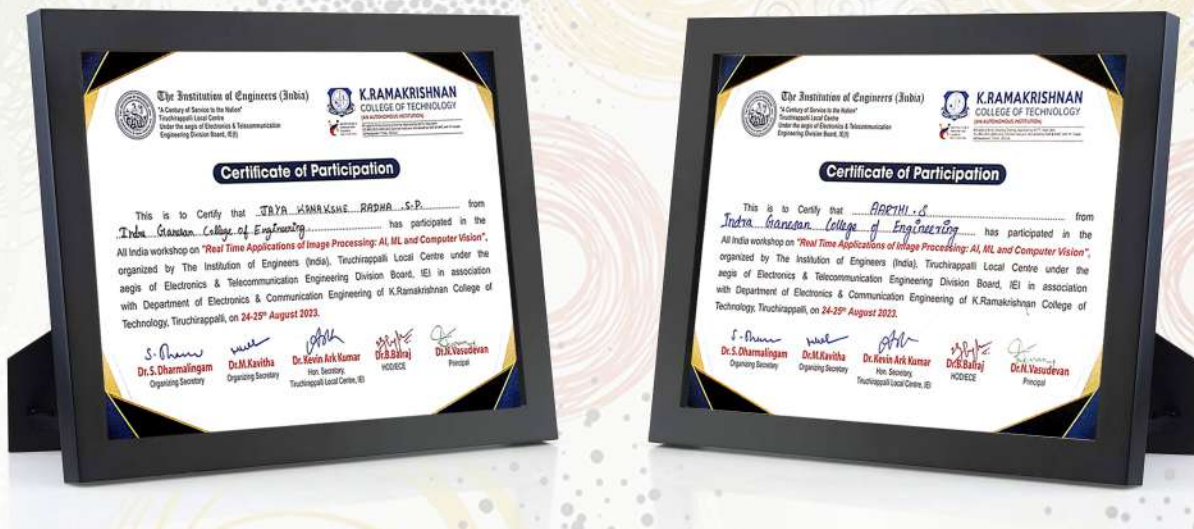 The Institution of Engineers (India)
"A Century of Service to the Nation"
Tiruchirappalli Local Centre
Under the aegis of Electronics & Telecommunication
Engineering Division Board, IE(I)
K.RAMAKRISHNAN
COLLEGE OF TECHNOLOGY
(AN AUTONOMOUS INSTITUTION)
Certificate of Participation
This is to Certify that JAYA KANAKSHE RADHA .S.P. from
Indra Ganesan College of Engineering has participated in the
All India workshop on "Real Time Applications of Image Processing: AI, ML and Computer Vision",
organized by The Institution of Engineers (India), Tiruchirappalli Local Centre under the
aegis of Electronics & Telecommunication Engineering Division Board, IEI in association
with Department of Electronics & Communication Engineering of K.Ramakrishnan College of
Technology, Tiruchirappalli, on 24-25th August 2023.
Dr.S.Dharmalingam
Organizing Secretary
Dr.M.Kavitha
Organizing Secretary
Dr.Kevin Ark Kumar
Hon. Secretary,
Tiruchirappalli Local Centre, IEI
Dr.B.Balraj
HOD/ECE
Dr.N.Vasudevan
Principal
The Institution of Engineers (India)
"A Century of Service to the Nation"
Tiruchirappalli Local Centre
Under the aegis of Electronics & Telecommunication
Engineering Division Board, IE(I)
K.RAMAKRISHNAN
COLLEGE OF TECHNOLOGY
(AN AUTONOMOUS INSTITUTION)
Certificate of Participation
This is to Certify that AARTHI.S from
Indra Ganesan College of Engineering has participated in the
All India workshop on "Real Time Applications of Image Processing: AI, ML and Computer Vision",
organized by The Institution of Engineers (India), Tiruchirappalli Local Centre under the
aegis of Electronics & Telecommunication Engineering Division Board, IEI in association
with Department of Electronics & Communication Engineering of K.Ramakrishnan College of
Technology, Tiruchirappalli, on 24-25th August 2023.
Dr.S.Dharmalingam
Organizing Secretary
Dr.M.Kavitha
Organizing Secretary
Dr.Kevin Ark Kumar
Hon. Secretary,
Tiruchirappalli Local Centre, IEI
Dr.B.Balraj
HOD/ECE
Dr.N.Vasudevan
Principal